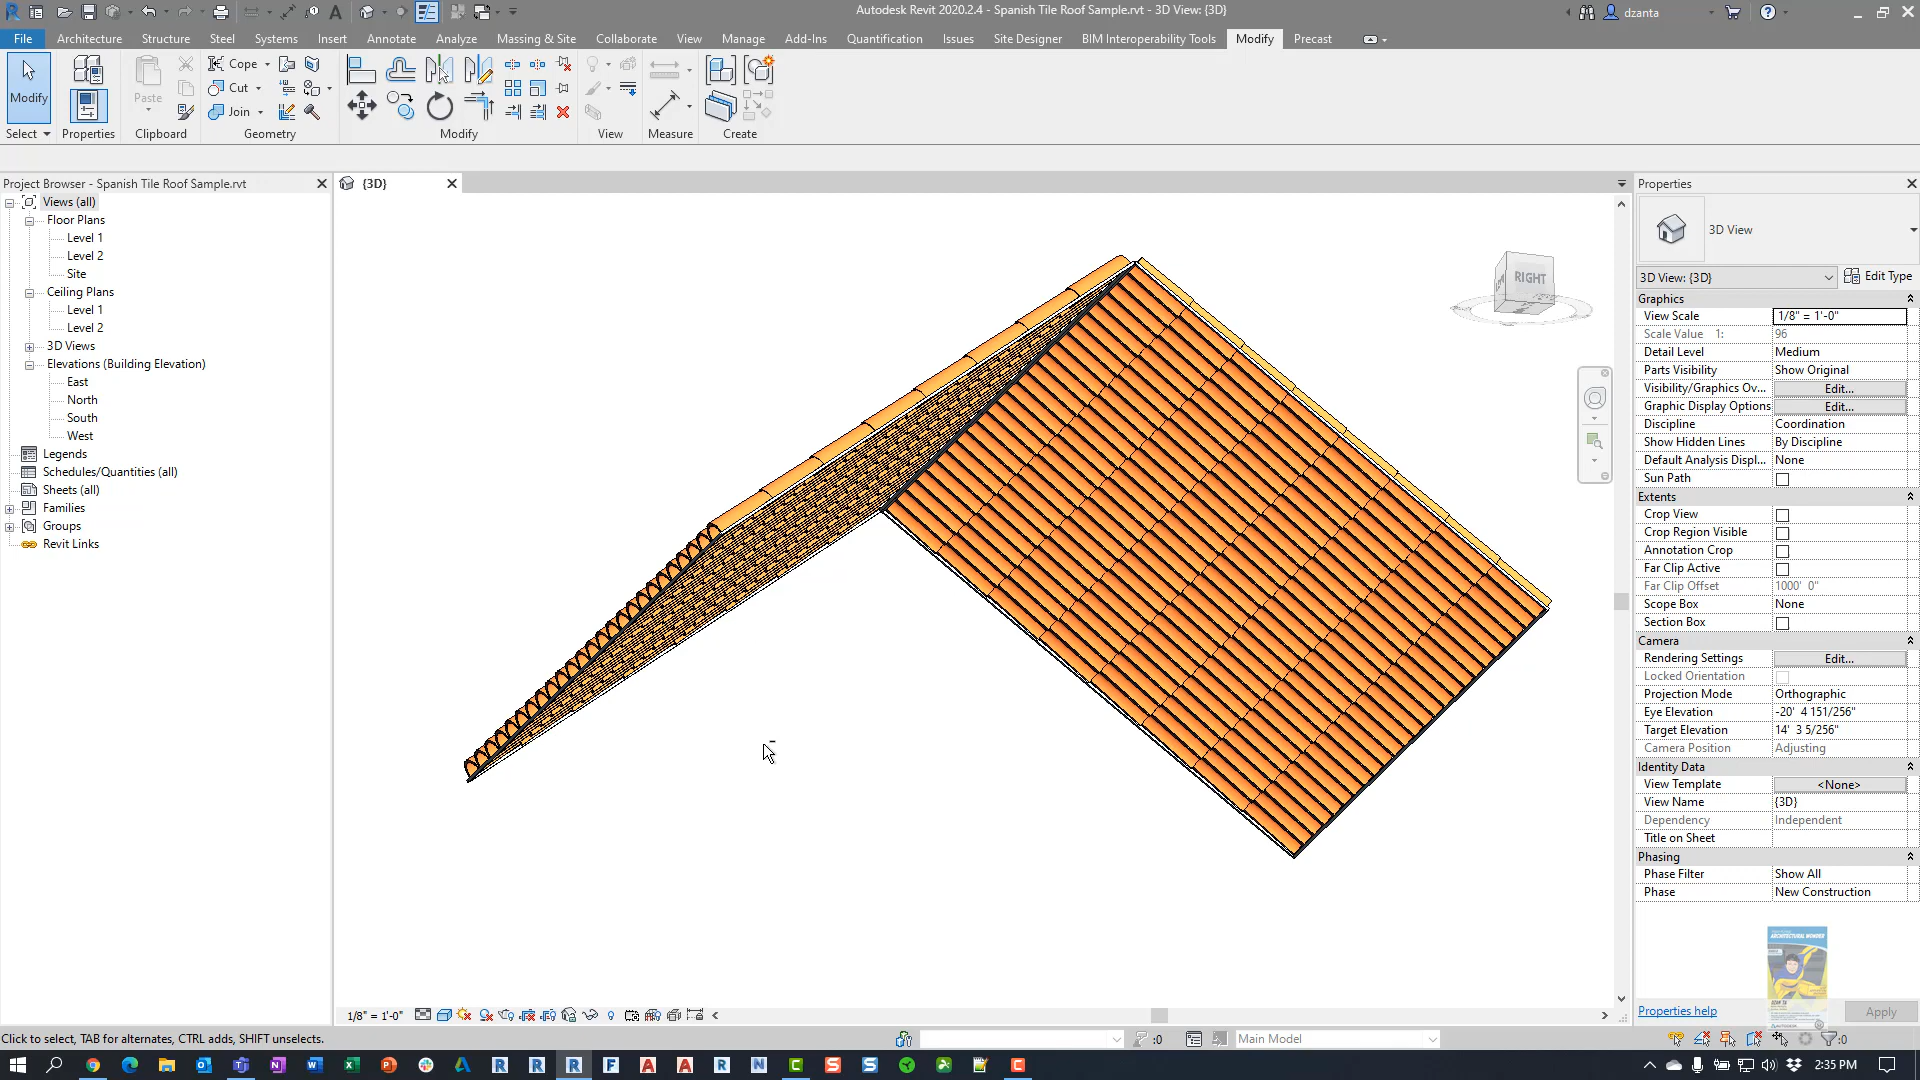 Autodesk Revit 2020.2.4 - Spanish Tile Roof Sample.rvt - 3D View: {3D}
dzanta
File
Architecture
Structure
Steel
Systems
Insert
Annotate
Analyze
Massing & Site
Collaborate
View
Manage
Add-Ins
Quantification
Issues
Site Designer
BIM Interoperability Tools
Modify
Precast
Modify
Paste
Cope
Cut
Join
Select
Properties
Clipboard
Geometry
Modify
View
Measure
Create
Project Browser - Spanish Tile Roof Sample.rvt
Views (all)
Floor Plans
Level 1
Level 2
Site
Ceiling Plans
Level 1
Level 2
3D Views
Elevations (Building Elevation)
East
North
South
West
Legends
Schedules/Quantities (all)
Sheets (all)
Families
Groups
Revit Links
{3D}
RIGHT
Properties
3D View
3D View: {3D}
Edit Type
Graphics
View Scale 1/8" = 1'-0"
Scale Value 1: 96
Detail Level Medium
Parts Visibility Show Original
Visibility/Graphics Ov... Edit...
Graphic Display Options Edit...
Discipline Coordination
Show Hidden Lines By Discipline
Default Analysis Displ... None
Sun Path
Extents
Crop View
Crop Region Visible
Annotation Crop
Far Clip Active
Far Clip Offset 1000' 0"
Scope Box None
Section Box
Camera
Rendering Settings Edit...
Locked Orientation
Projection Mode Orthographic
Eye Elevation -20' 4 151/256"
Target Elevation 14' 3 5/256"
Camera Position Adjusting
Identity Data
View Template <None>
View Name {3D}
Dependency Independent
Title on Sheet
Phasing
Phase Filter Show All
Phase New Construction
ARCHITECTURAL
Properties help
Apply
1/8" = 1'-0"
Click to select, TAB for alternates, CTRL adds, SHIFT unselects.
:0
Main Model
:0
2:35 PM